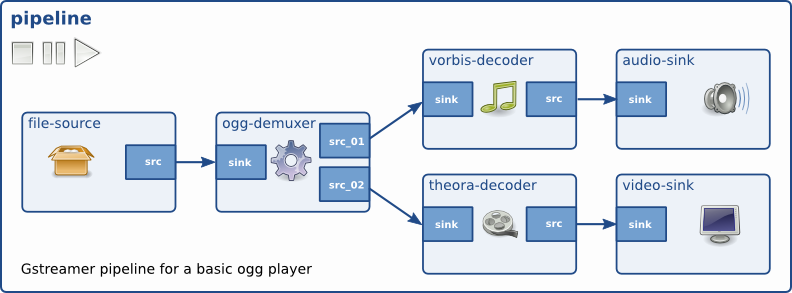 pipeline
file-source
src
ogg-demuxer
sink
src_01
src_02
vorbis-decoder
sink
src
audio-sink
sink
theora-decoder
sink
src
video-sink
sink
Gstreamer pipeline for a basic ogg player